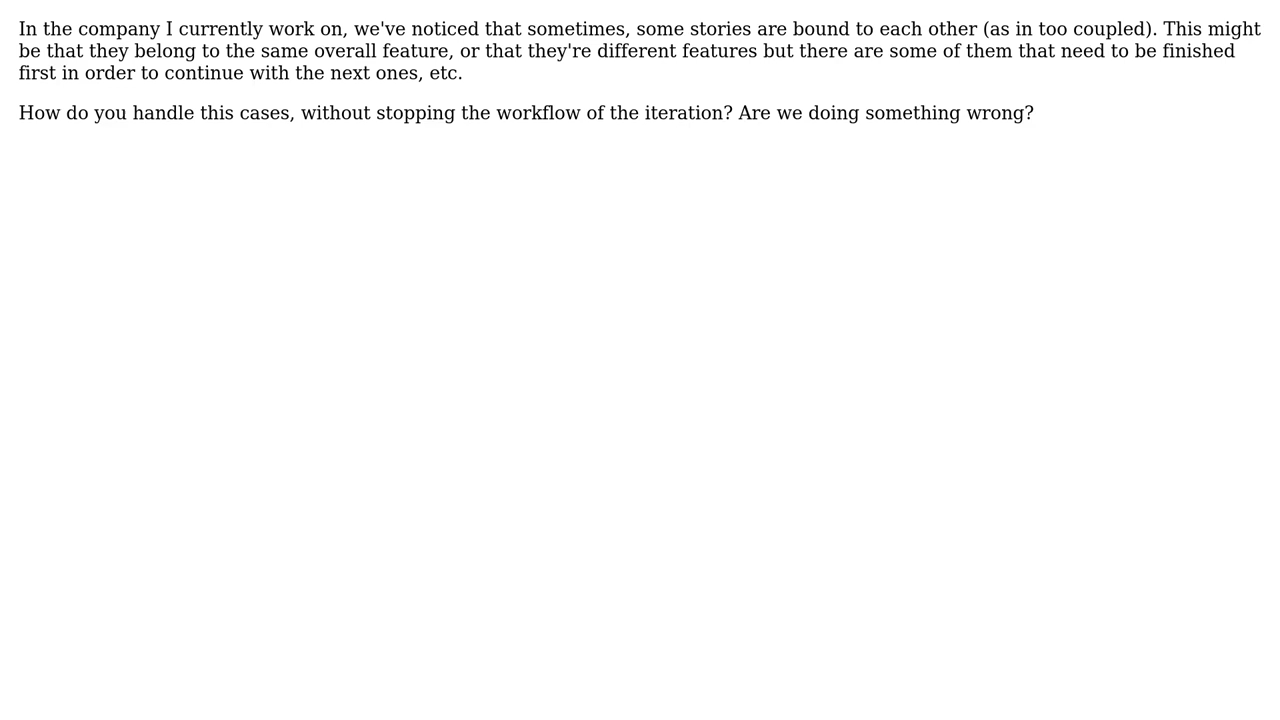 In the company I currently work on, we've noticed that sometimes, some stories are bound to each other (as in too coupled). This might
be that they belong to the same overall feature, or that they're different features but there are some of them that need to be finished
first in order to continue with the next ones, etc.
How do you handle this cases, without stopping the workflow of the iteration? Are we doing something wrong?